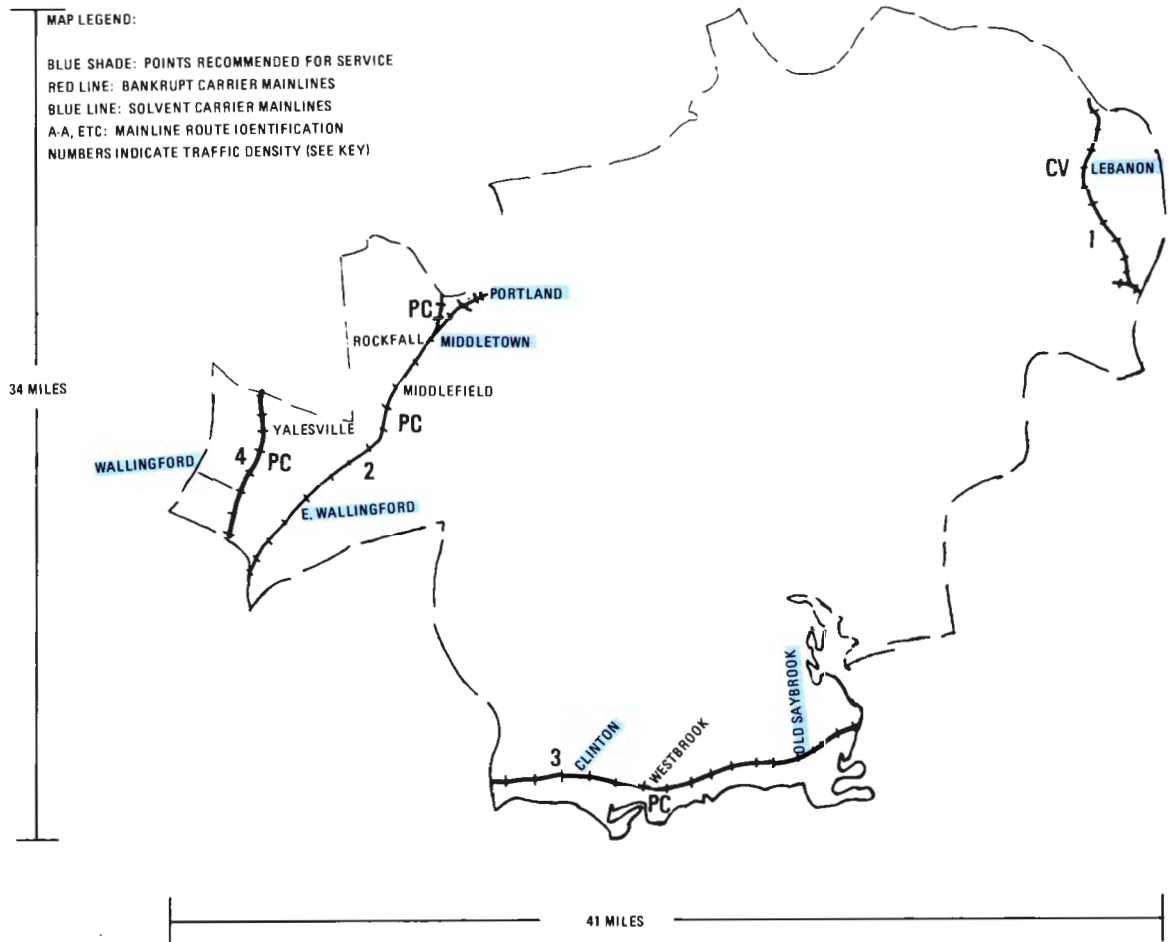 MAP LEGEND:
BLUE SHADE: POINTS RECOMMENDED FOR SERVICE
RED LINE: BANKRUPT CARRIER MAINLINES
BLUE LINE: SOLVENT CARRIER MAINLINES
A-A, ETC: MAINLINE ROUTE IDENTIFICATION
NUMBERS INDICATE TRAFFIC DENSITY (SEE KEY)
CV
LEBANON
1
PORTLAND
PC
ROCKFALL
MIDDLETOWN
34 MILES
MIDDLEFIELD
PC
YALESVILLE
WALLINGFORD
4
PC
2
E. WALLINGFORD
OLD SAYBROOK
3
CLINTON
WESTBROOK
PC
41 MILES